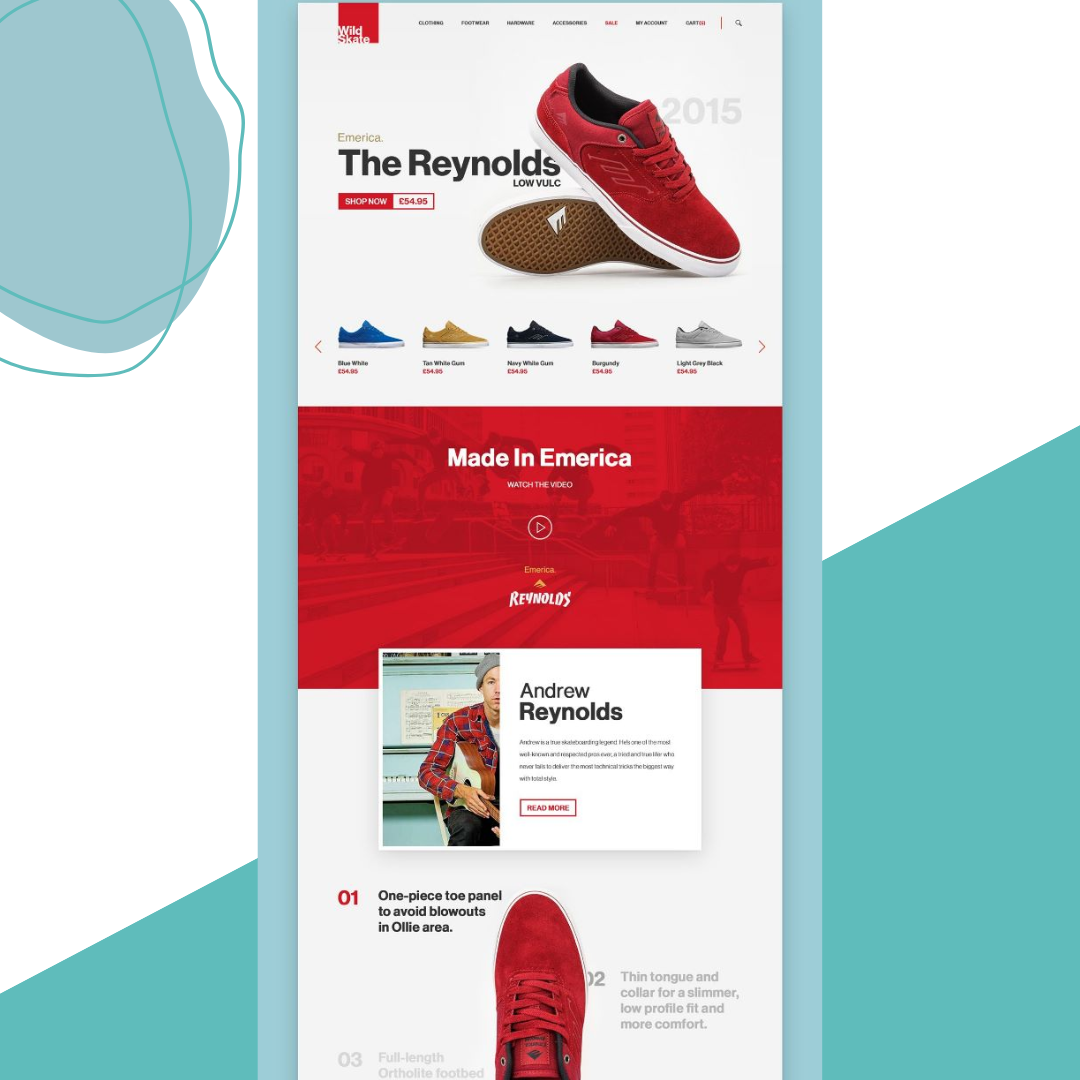 Wild
Skate
CLOTHING FOOTWEAR HARDWARE ACCESSORIES SALE MY ACCOUNT CART(0)
2015
Emerica.
The Reynolds
LOW VULC
SHOP NOW £54.95
Blue White Tan White Gum Navy White Gum Burgundy Light Grey Black
£54.95 £54.95 £54.95 £54.95 £54.95
Made In Emerica
WATCH THE VIDEO
Emerica.
REYNOLDS
Andrew
Reynolds
Andrew is a true skateboarding legend. He's one of the most
well-known and respected pros ever, a tried and true lifer who
never fails to deliver the most technical tricks the biggest way
with total style.
READ MORE
01 One-piece toe panel
to avoid blowouts
in Ollie area.
02 Thin tongue and
collar for a slimmer,
low profile fit and
more comfort.
03 Full-length
Ortholite footbed